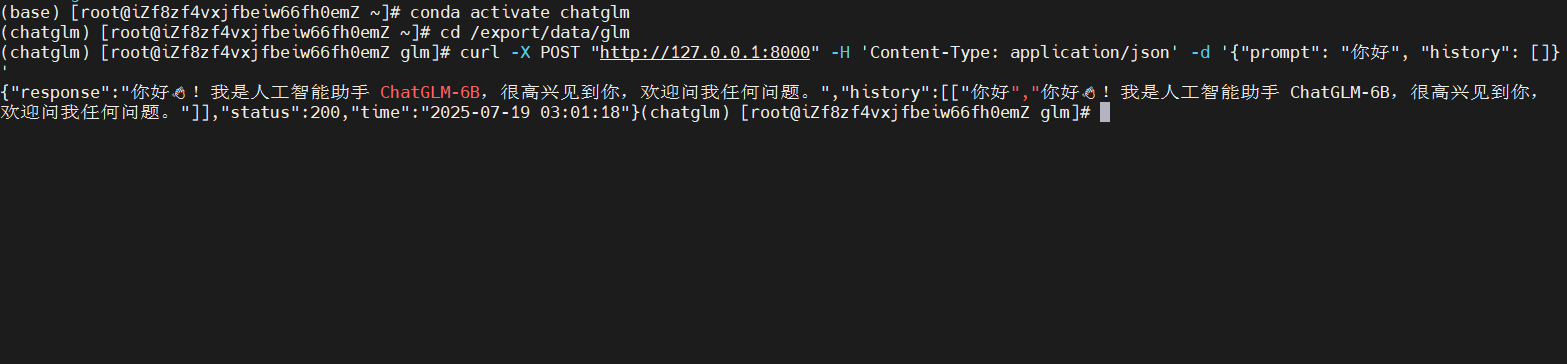 (base) [root@iZf8zf4vxjfbeiw66fh0emZ ~]# conda activate chatglm
(chatglm) [root@iZf8zf4vxjfbeiw66fh0emZ ~]# cd /export/data/glm
(chatglm) [root@iZf8zf4vxjfbeiw66fh0emZ glm]# curl -X POST "http://127.0.0.1:8000" -H 'Content-Type: application/json' -d '{"prompt": "你好", "history": []}
'
{"response":"你好👋！我是人工智能助手 ChatGLM-6B，很高兴见到你，欢迎问我任何问题。","history":[["你好","你好👋！我是人工智能助手 ChatGLM-6B，很高兴见到你，
欢迎问我任何问题。"]],"status":200,"time":"2025-07-19 03:01:18"}(chatglm) [root@iZf8zf4vxjfbeiw66fh0emZ glm]#